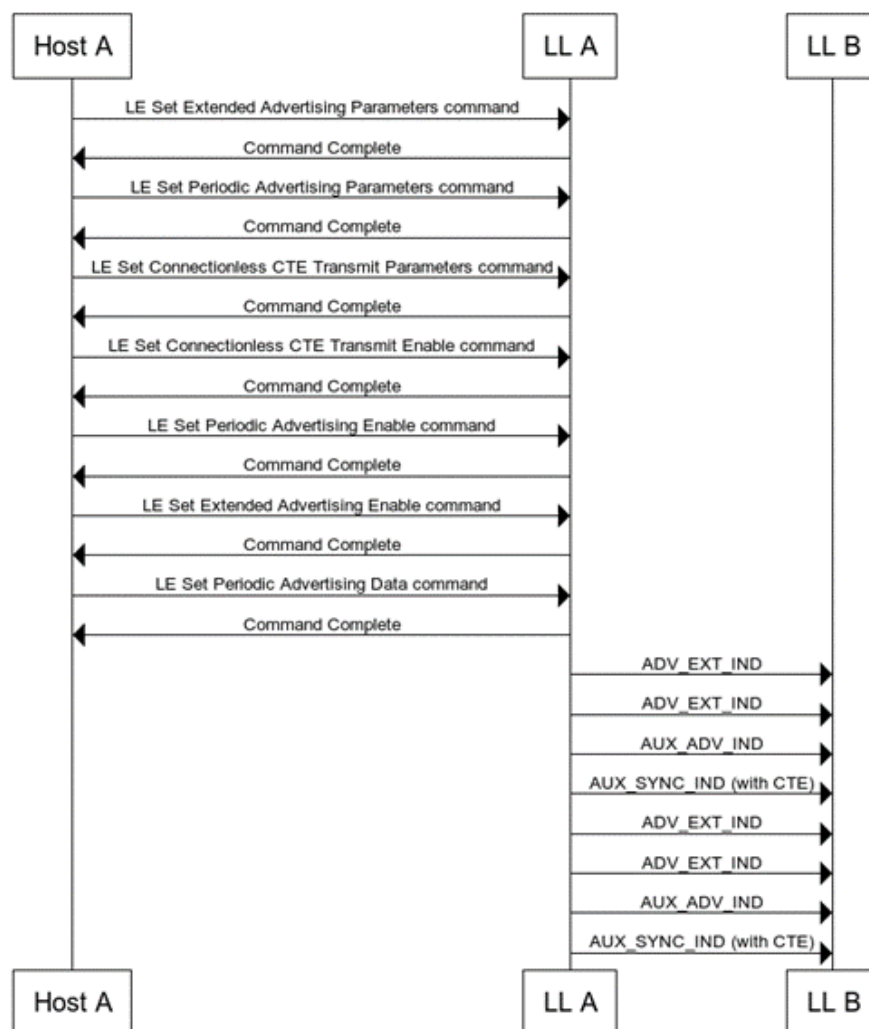 Host A LL A LL B
LE Set Extended Advertising Parameters command
Command Complete
LE Set Periodic Advertising Parameters command
Command Complete
LE Set Connectionless CTE Transmit Parameters command
Command Complete
LE Set Connectionless CTE Transmit Enable command
Command Complete
LE Set Periodic Advertising Enable command
Command Complete
LE Set Extended Advertising Enable command
Command Complete
LE Set Periodic Advertising Data command
Command Complete
ADV_EXT_IND
ADV_EXT_IND
AUX_ADV_IND
AUX_SYNC_IND (with CTE)
ADV_EXT_IND
ADV_EXT_IND
AUX_ADV_IND
AUX_SYNC_IND (with CTE)
Host A LL A LL B